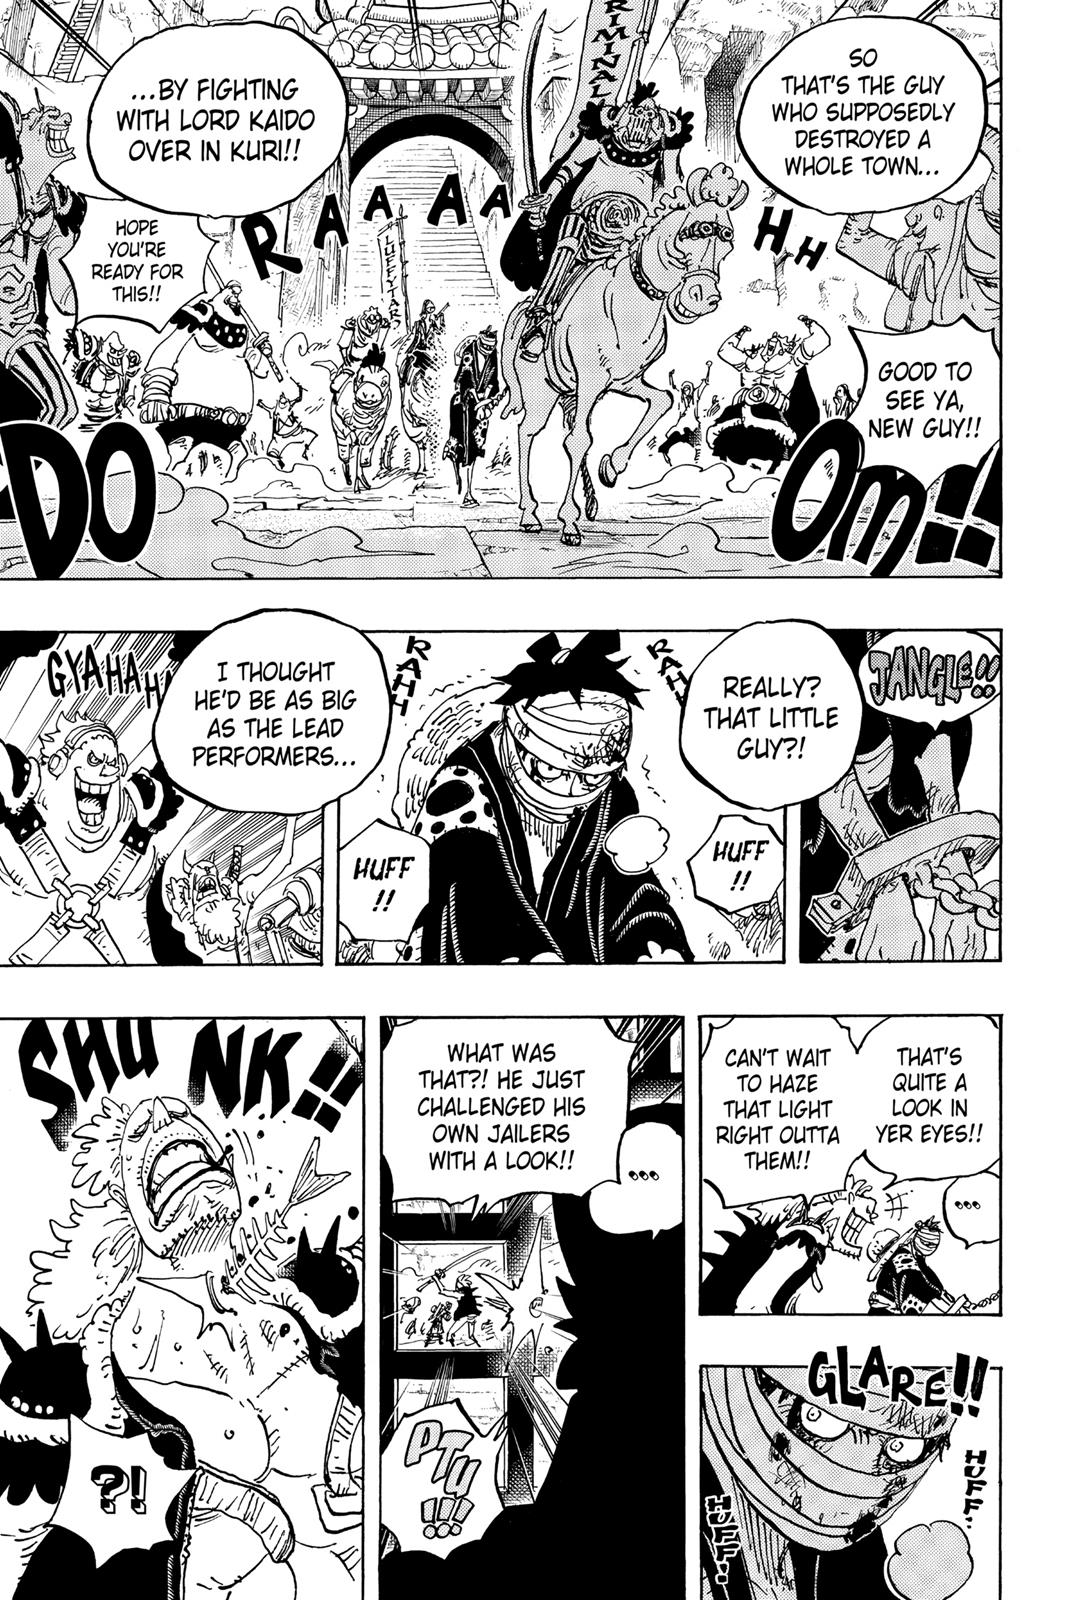 SO
THAT'S THE GUY
WHO SUPPOSEDLY
DESTROYED A
WHOLE TOWN...
...BY FIGHTING
WITH LORD KAIDO
OVER IN KURI!!
RIMINAL
HOPE
YOU'RE
READY FOR
THIS!!
RAAAA
HHH
LUFFYTARO
GOOD TO
SEE YA,
NEW GUY!!
DO
OM!!
JANGLE!!
REALLY?
THAT LITTLE
GUY?!
RAHH
RAHH
HUFF
!!
HUFF
!!
I THOUGHT
HE'D BE AS BIG
AS THE LEAD
PERFORMERS...
GYAHAHA
THAT'S
QUITE A
LOOK IN
YER EYES!!
CAN'T WAIT
TO HAZE
THAT LIGHT
RIGHT OUTTA
THEM!!
...
GLARE!!
HUFF..
HUFF!
WHAT WAS
THAT?! HE JUST
CHALLENGED HIS
OWN JAILERS
WITH A LOOK!!
....
PTU
!!!
SHUNK!!
?!